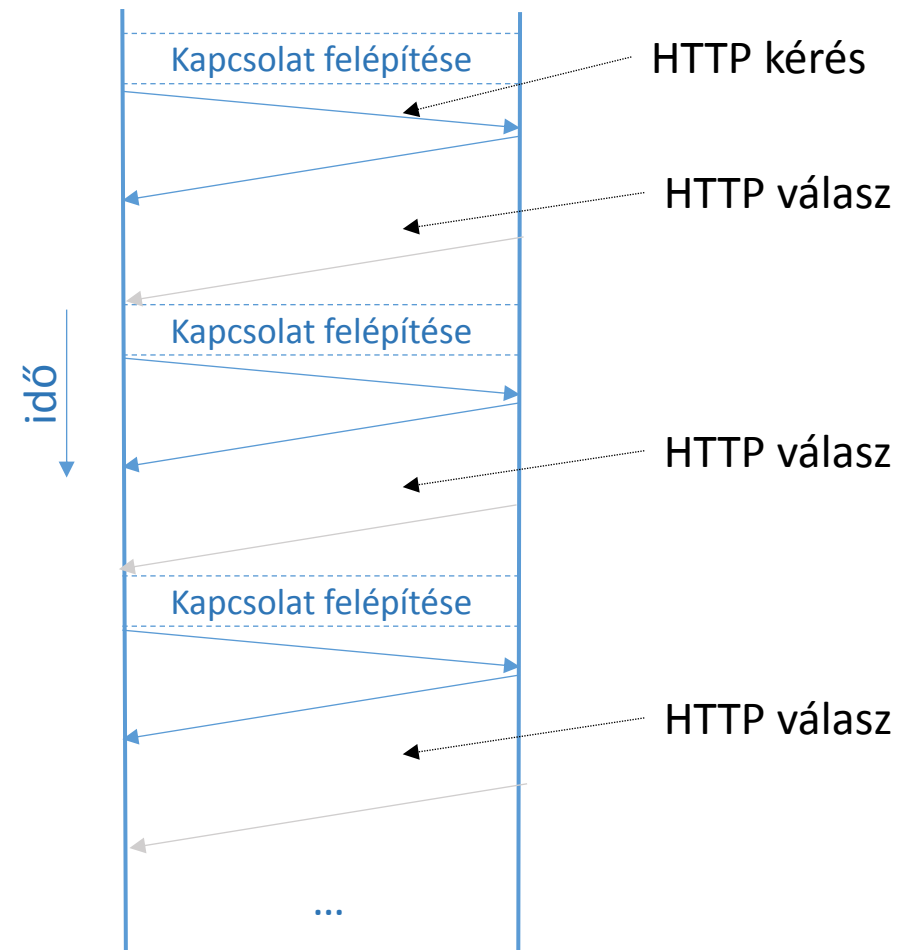 Kapcsolat felépítése
HTTP kérés
HTTP válasz
Kapcsolat felépítése
idő
HTTP válasz
Kapcsolat felépítése
HTTP válasz
...